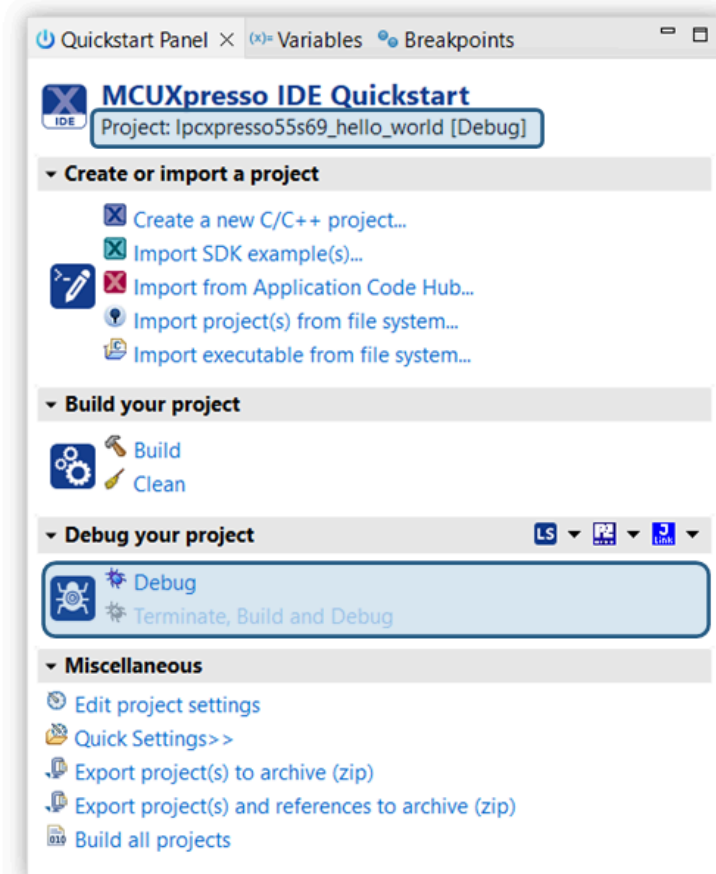 Quickstart Panel (x)= Variables Breakpoints
MCUXpresso IDE Quickstart
IDE
Project: lpcxpresso55s69_hello_world [Debug]
Create or import a project
Create a new C/C++ project...
Import SDK example(s)...
Import from Application Code Hub...
Import project(s) from file system...
Import executable from file system...
Build your project
Build
Clean
Debug your project LS PE J Link
Debug
Terminate, Build and Debug
Miscellaneous
Edit project settings
Quick Settings>>
Export project(s) to archive (zip)
Export project(s) and references to archive (zip)
010 Build all projects